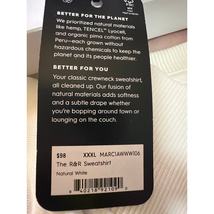 BETTER FOR THE PLANET
We prioritized natural materials
like hemp, TENCEL™ Lyocell,
and organic pima cotton from
Peru—each grown without
hazardous chemicals to keep the
planet and its people healthy.
BETTER FOR YOU
Your classic crewneck sweatshirt,
all cleaned up. Our fusion of
natural materials adds softness
and a subtle drape whether
you're bopping around town or
lounging on the couch.
$98 XXXL MARC1AWWW106
The R&R Sweatshirt
Natural White